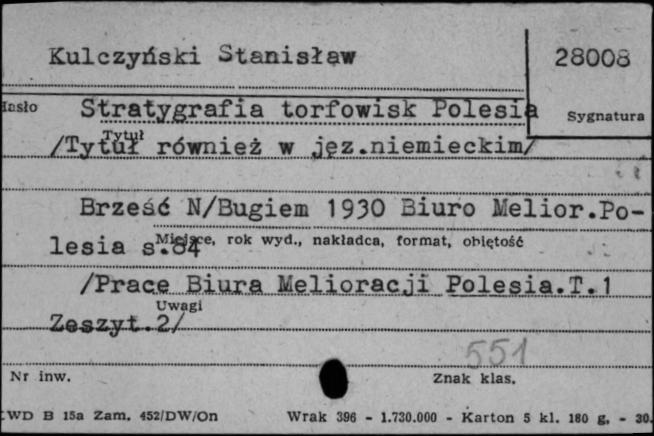 Kulczyński Stanisław
28008
Hasło
Stratygrafia torfowisk Polesia
Sygnatura
Tytuł
/Tytuł również w jęz.niemieckim/
Brześć N/Bugiem 1930 Biuro Melior.Po-
lesia s.84
Miejsce, rok wyd., nakładca, format, objętość
/Prace Biura Melioracji Polesia.T.1
Uwagi
Zeszyt.2/
551
Nr inw.
Znak klas.
WD B 15a Zam. 452/DW/On
Wrak 396 - 1.730.000 - Karton 5 kl. 180 g. - 30.